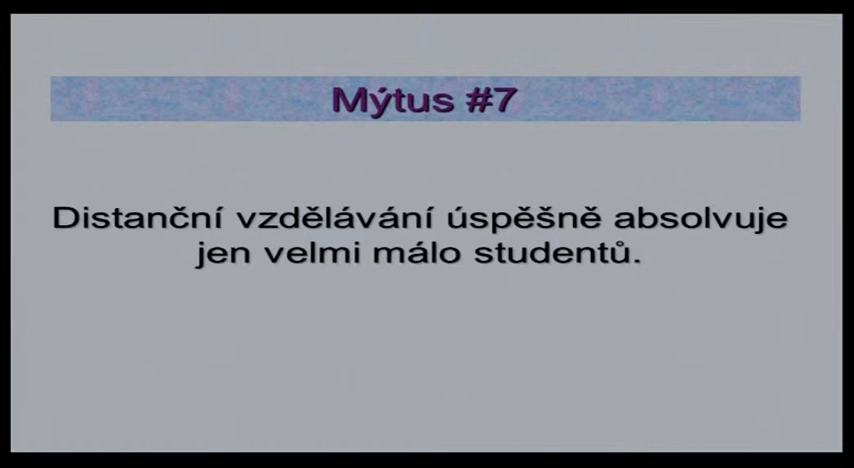 Mýtus #7
Distanční vzdělávání úspěšně absolvuje
jen velmi málo studentů.